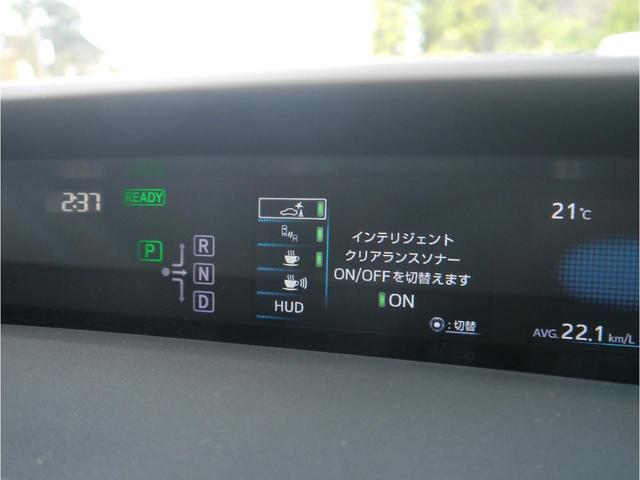 2:37
READY
P
R
N
D
HUD
インテリジェント
クリアランスソナー
ON/OFFを切替えます
ON
:切替
21℃
AVG. 22.1 km/L